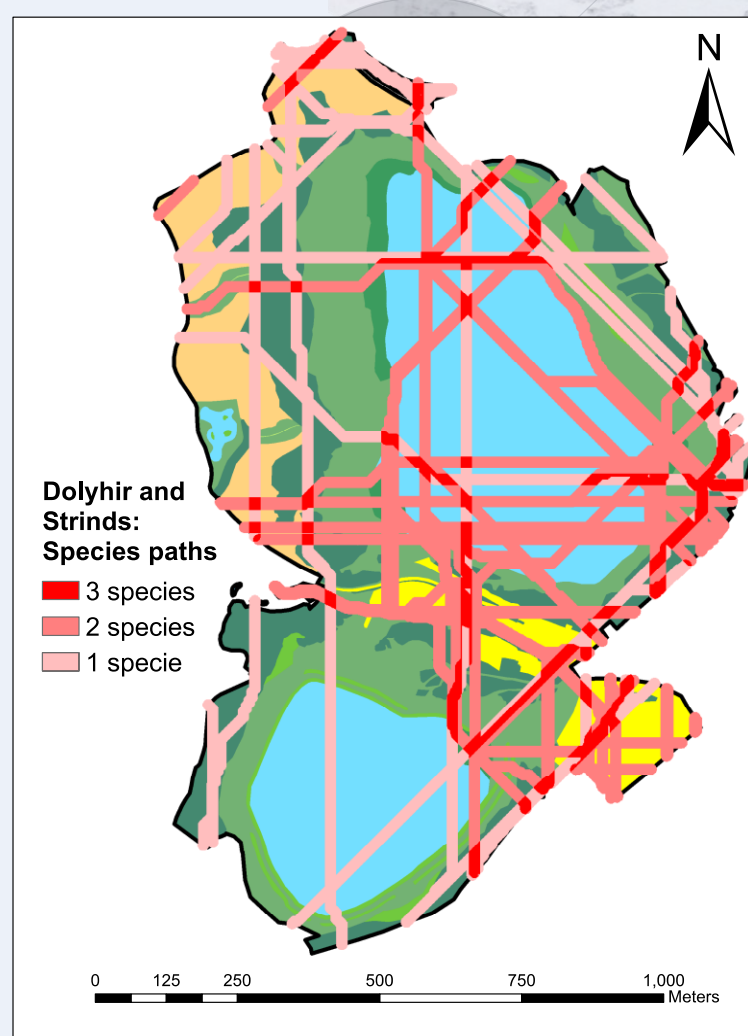 N
Dolyhir and
Strinds:
Species paths
3 species
2 species
1 specie
0 125 250 500 750 1,000
Meters